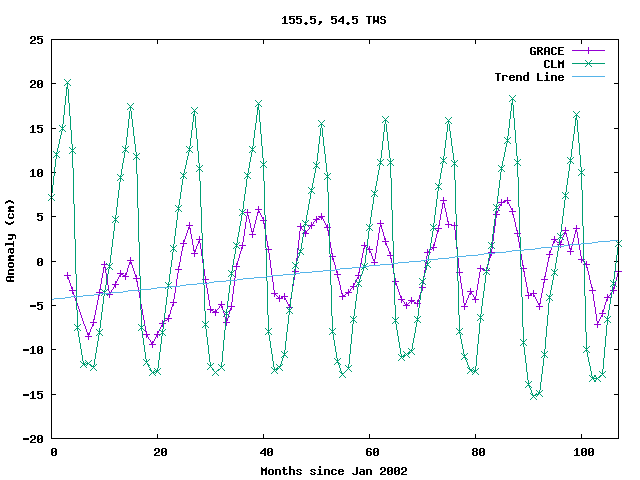 155.5, 54.5 TWS
GRACE
CLM
Trend Line
25
20
15
10
5
0
-5
-10
-15
-20
Anomaly (cm)
0 20 40 60 80 100
Months since Jan 2002